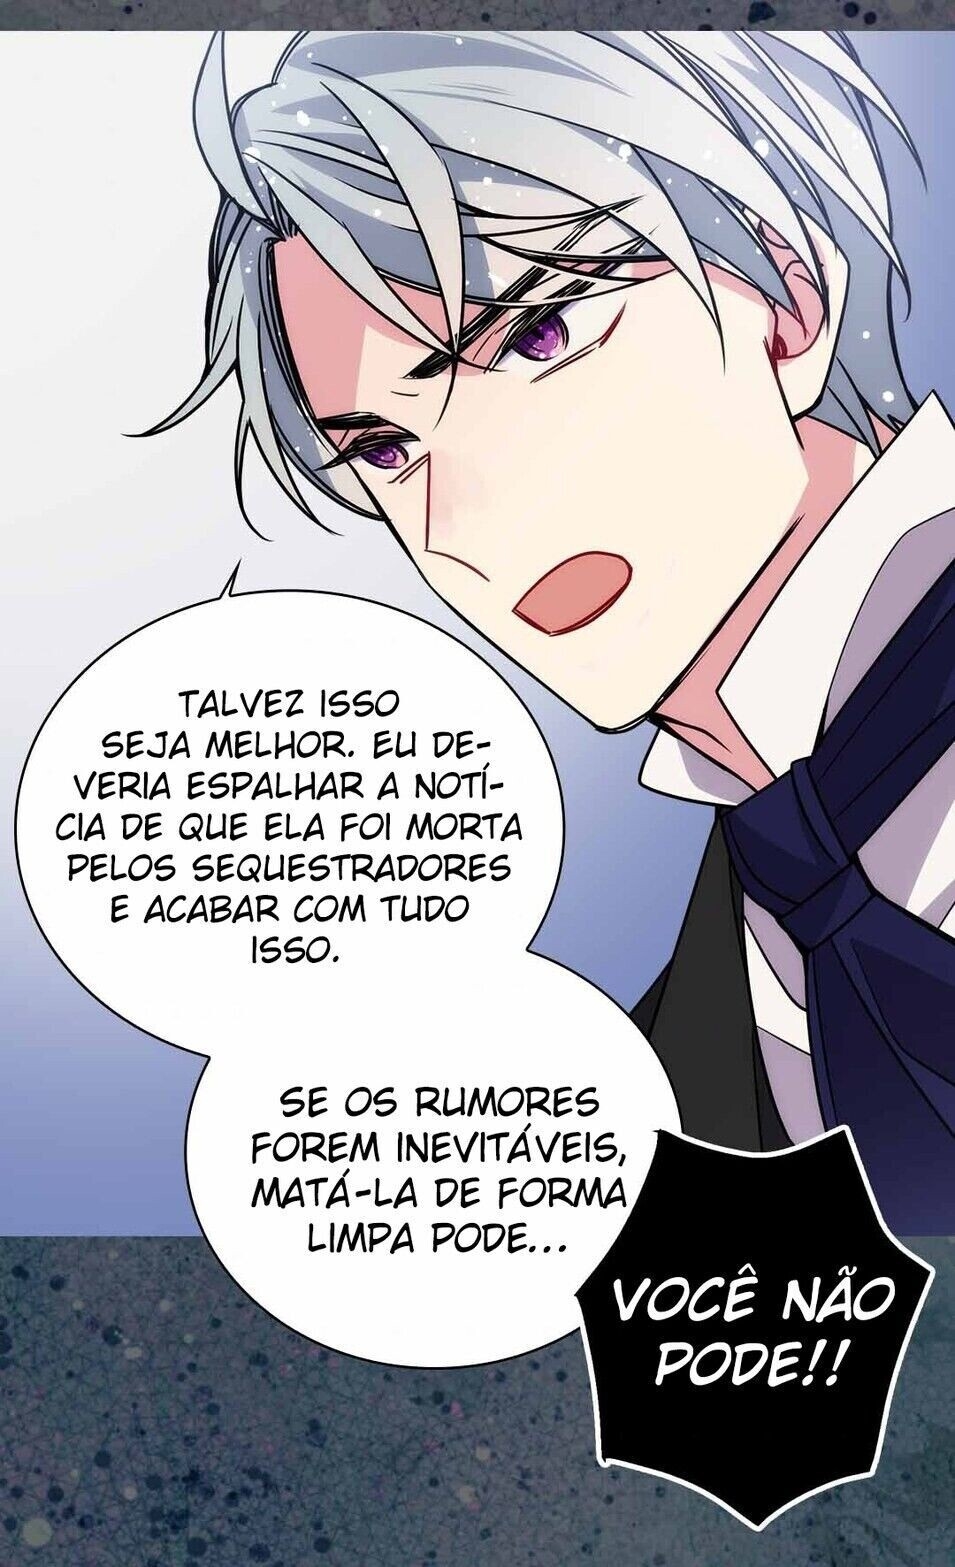 TALVEZ ISSO
SEJA MELHOR. EU DE-
VERIA ESPALHAR A NOTÍ-
CIA DE QUE ELA FOI MORTA
PELOS SEQUESTRADORES
E ACABAR COM TUDO
ISSO.
SE OS RUMORES
FOREM INEVITÁVEIS,
MATÁ-LA DE FORMA
LIMPA PODE...
VOCÊ NÃO
PODE!!